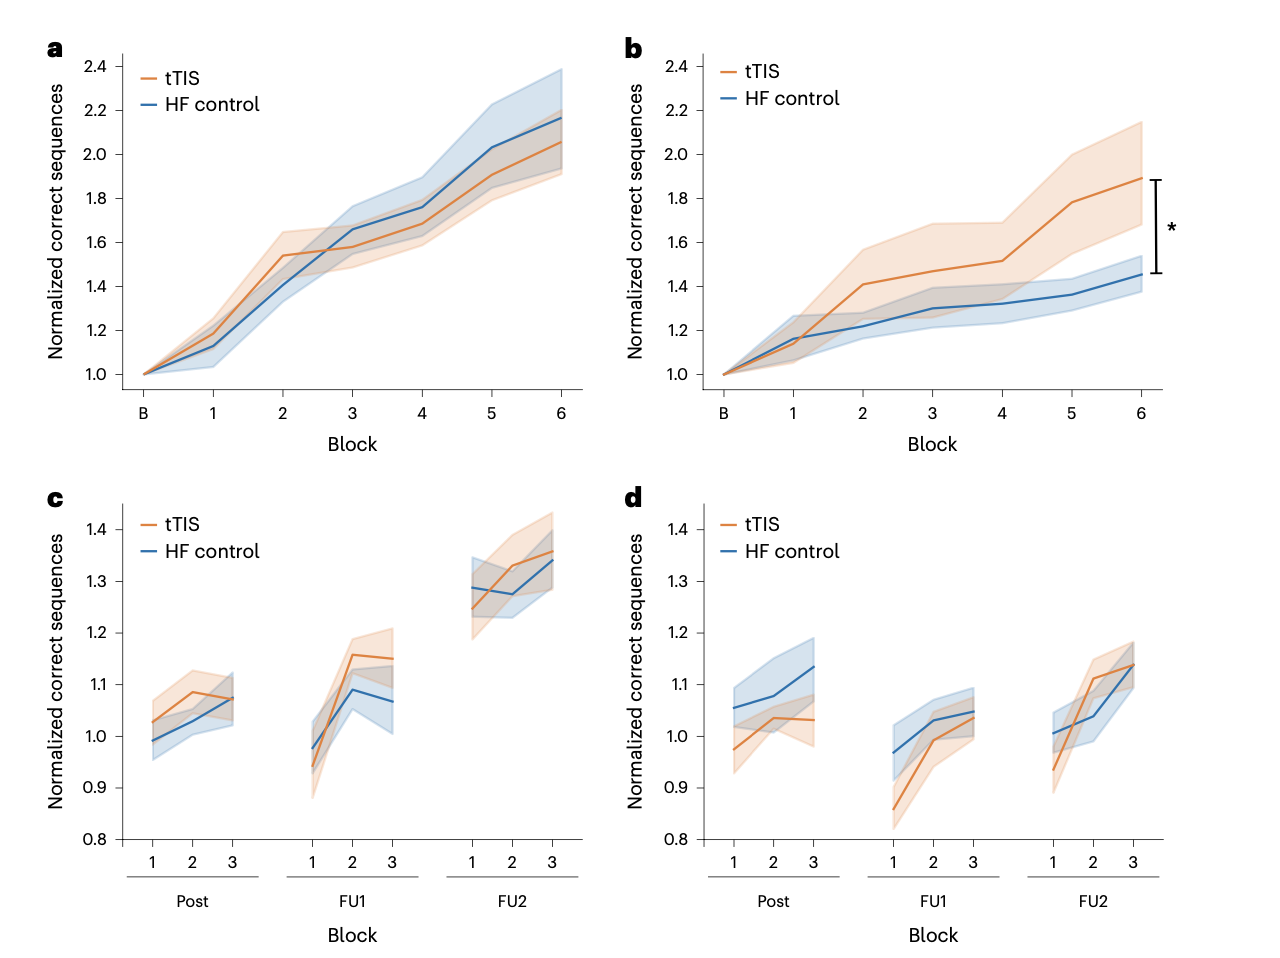 a
Normalized correct sequences
2.4
2.2
2.0
1.8
1.6
1.4
1.2
1.0
tTIS
HF control
B 1 2 3 4 5 6
Block
b
Normalized correct sequences
2.4
2.2
2.0
1.8
1.6
1.4
1.2
1.0
tTIS
HF control
*
B 1 2 3 4 5 6
Block
c
Normalized correct sequences
1.4
1.3
1.2
1.1
1.0
0.9
0.8
tTIS
HF control
1 2 3 1 2 3 1 2 3
Post FU1 FU2
Block
d
Normalized correct sequences
1.4
1.3
1.2
1.1
1.0
0.9
0.8
tTIS
HF control
1 2 3 1 2 3 1 2 3
Post FU1 FU2
Block